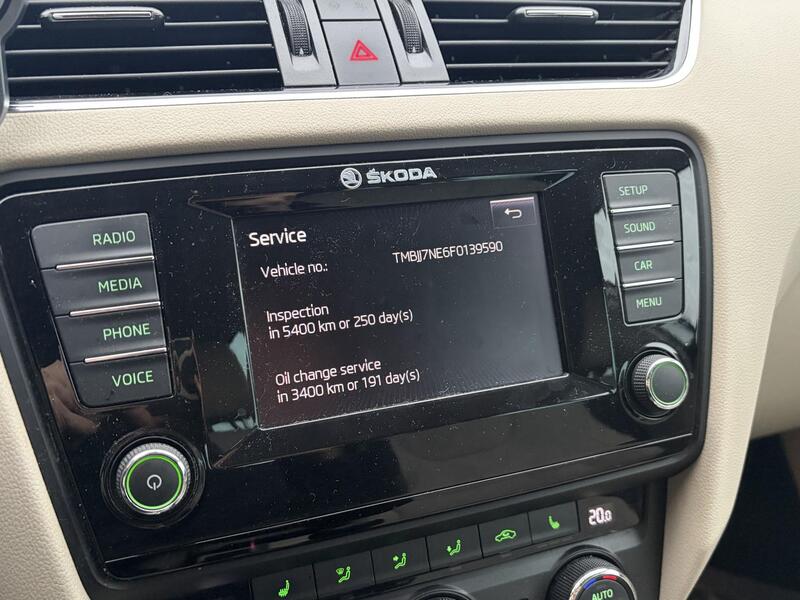 ŠKODA
RADIO
MEDIA
PHONE
VOICE
Service
Vehicle no.: TMBJJ7NE6F0139590
Inspection
in 5400 km or 250 day(s)
Oil change service
in 3400 km or 191 day(s)
SETUP
SOUND
CAR
MENU
20.0
AUTO